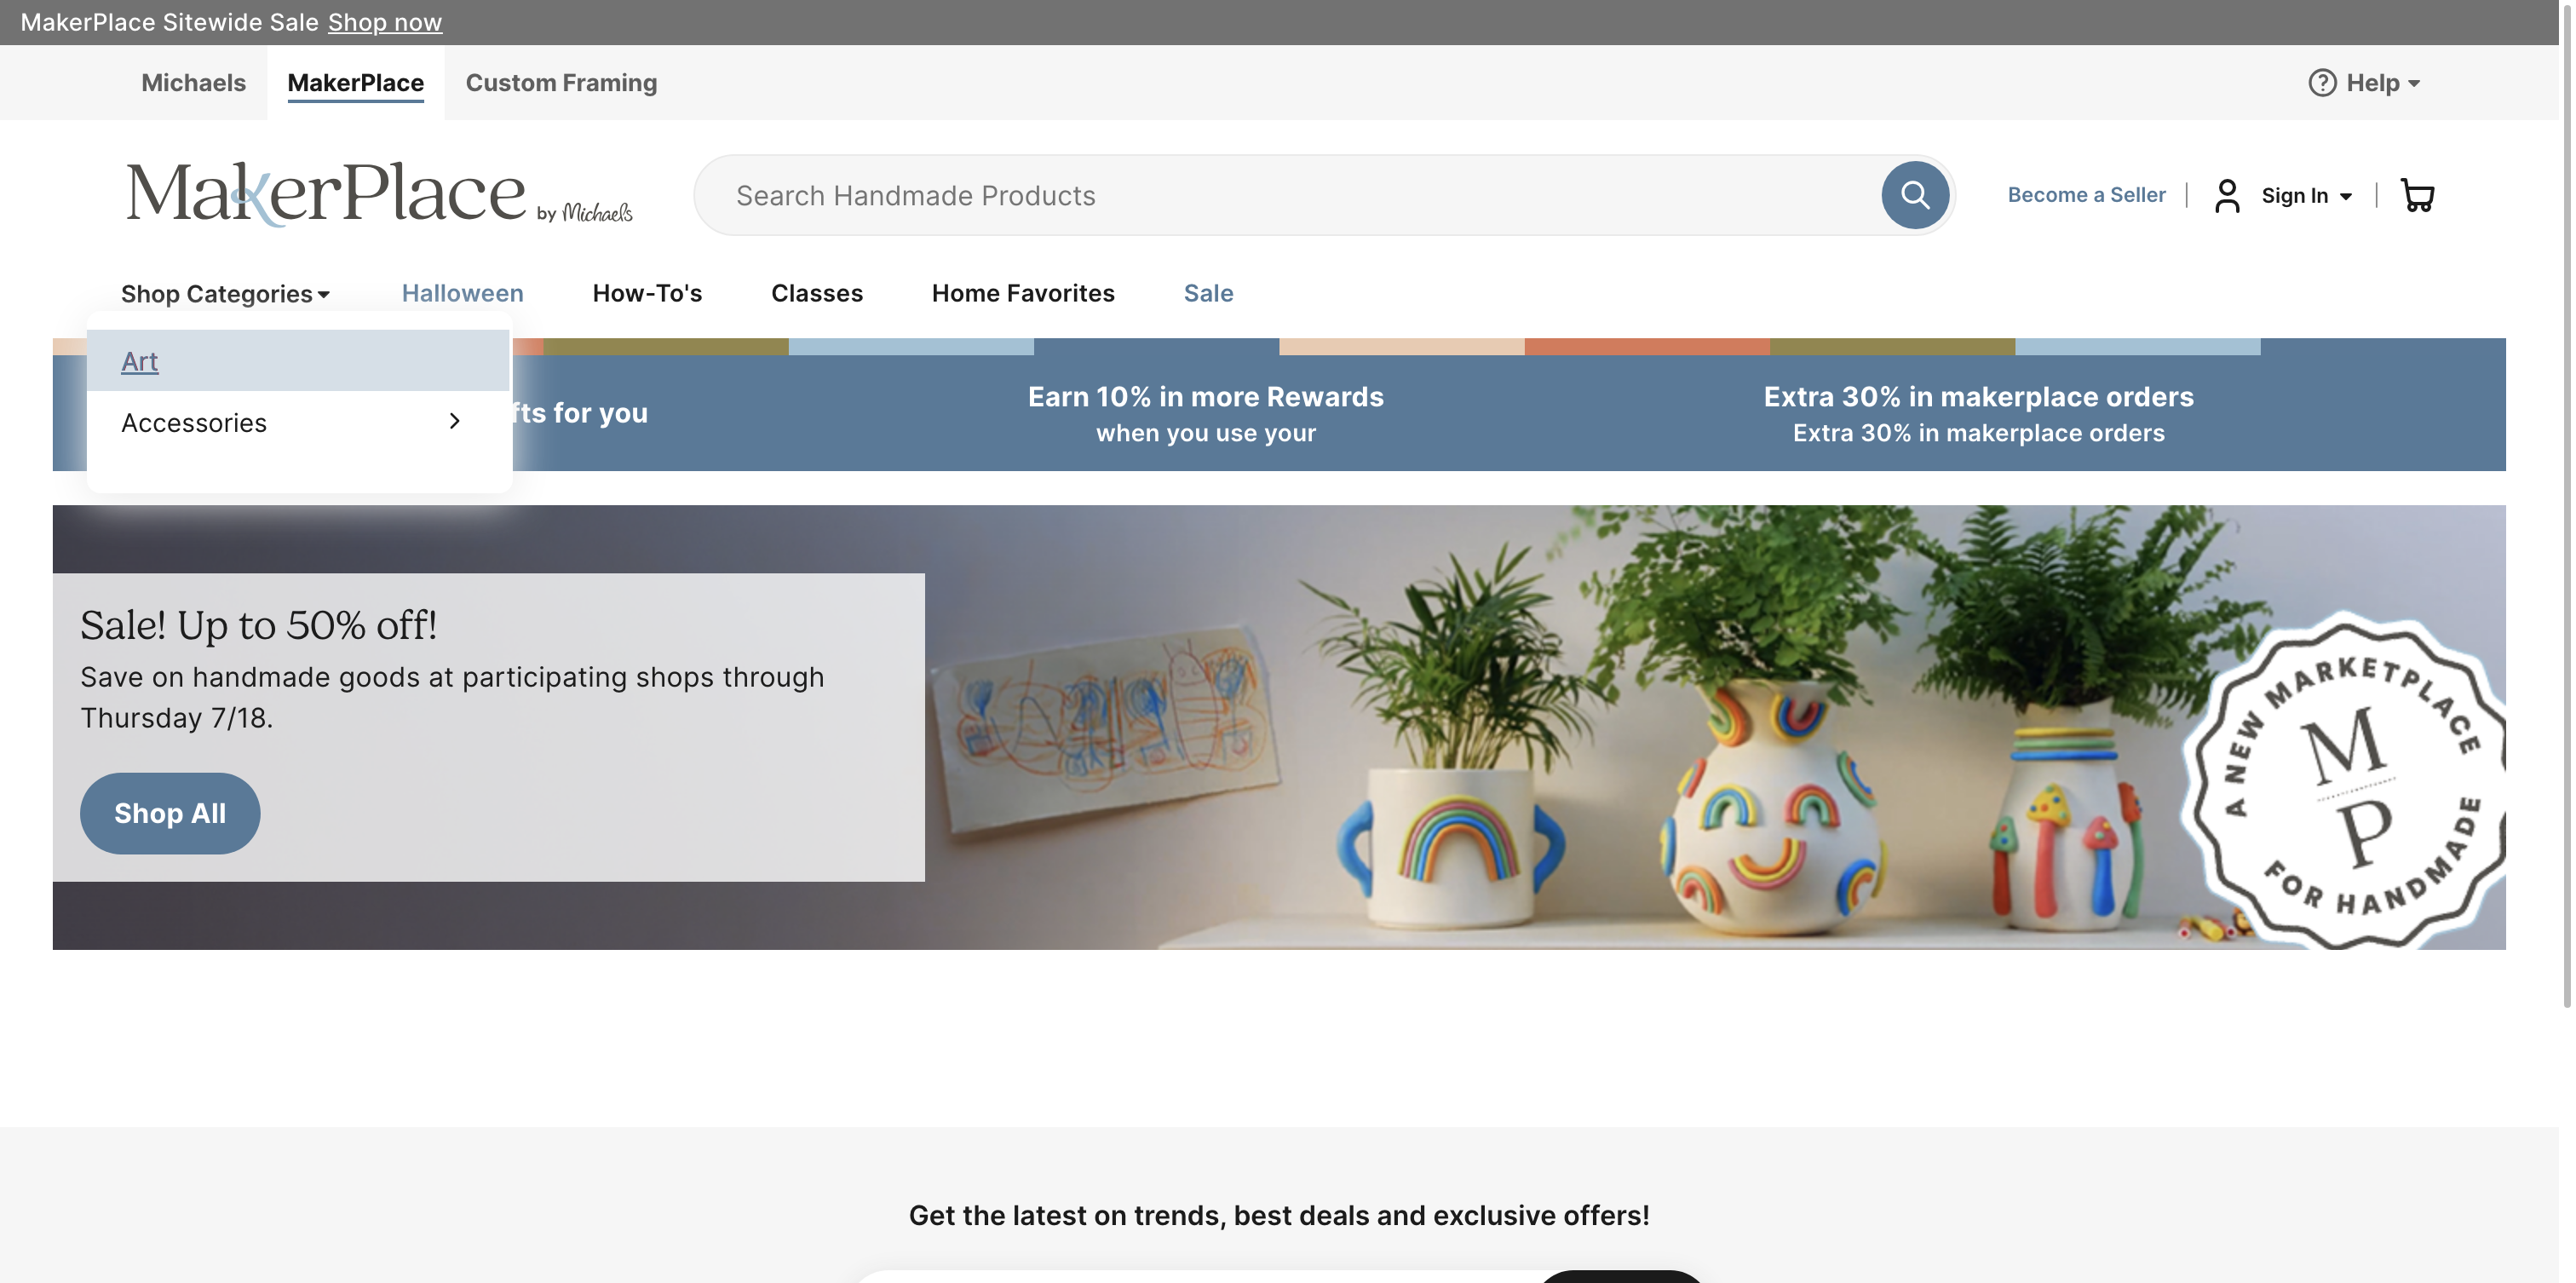 MakerPlace Sitewide Sale Shop now
Michaels
MakerPlace
Custom Framing
Help
MakerPlace by Michaels
Search Handmade Products
Become a Seller
Sign In
Shop Categories
Halloween
How-To's
Classes
Home Favorites
Sale
Art
Accessories
for you
Earn 10% in more Rewards
when you use your
Extra 30% in makerplace orders
Extra 30% in makerplace orders
Sale! Up to 50% off!
Save on handmade goods at participating shops through
Thursday 7/18.
Shop All
A NEW MARKETPLACE
M
P
FOR HANDMADE
Get the latest on trends, best deals and exclusive offers!